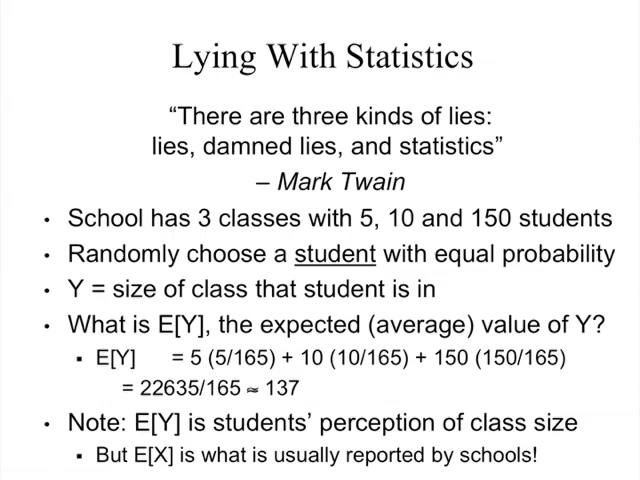 Lying With Statistics
“There are three kinds of lies:
lies, damned lies, and statistics”
– Mark Twain
• School has 3 classes with 5, 10 and 150 students
• Randomly choose a student with equal probability
• Y = size of class that student is in
• What is E[Y], the expected (average) value of Y?
▪ E[Y] = 5 (5/165) + 10 (10/165) + 150 (150/165)
= 22635/165 ≈ 137
• Note: E[Y] is students’ perception of class size
▪ But E[X] is what is usually reported by schools!